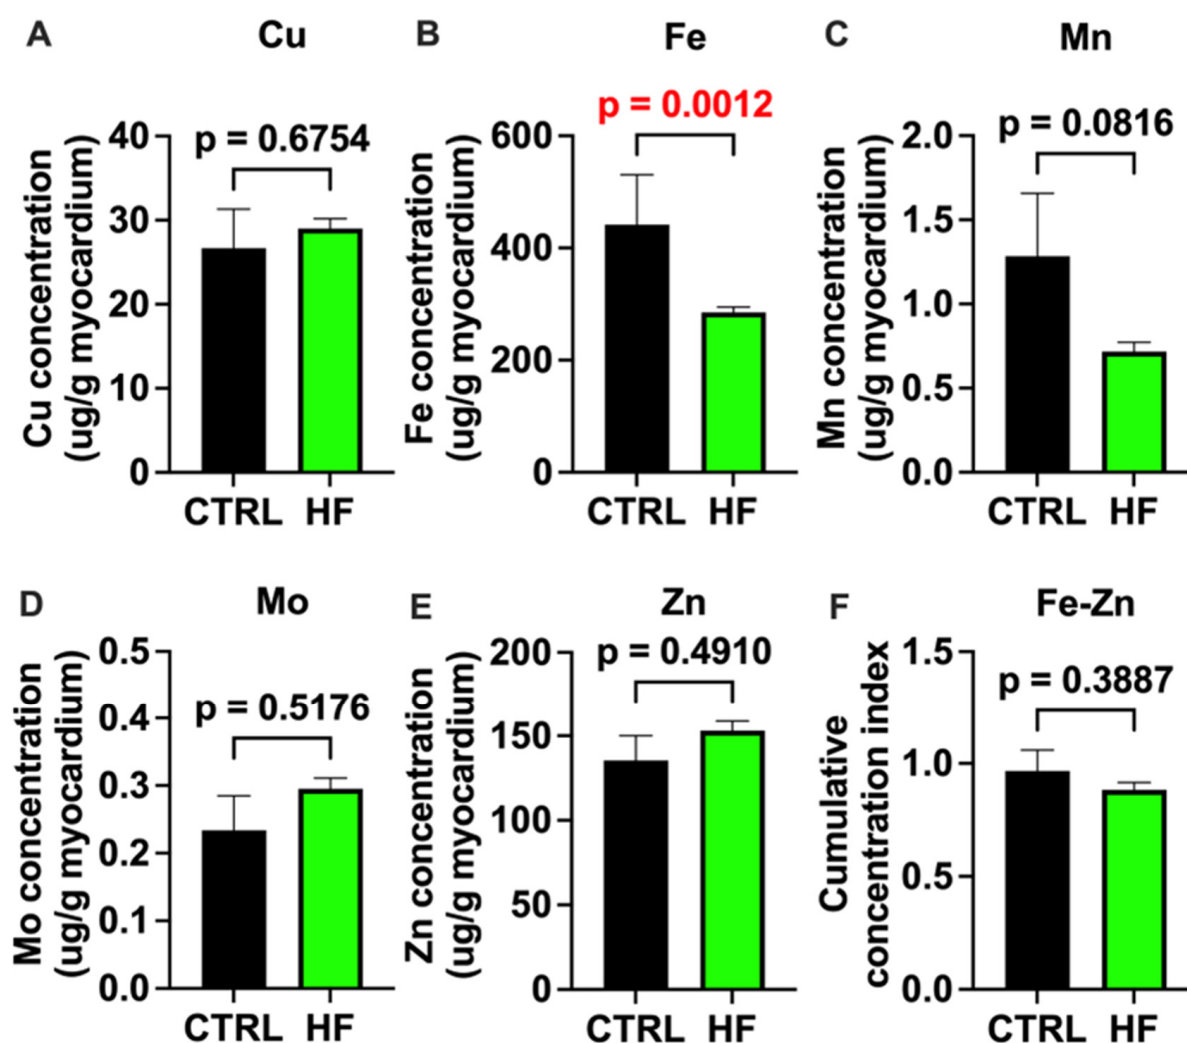 A
Cu
p = 0.6754
Cu concentration
(ug/g myocardium)
40
30
20
10
0
CTRL HF
B
Fe
p = 0.0012
Fe concentration
(ug/g myocardium)
600
400
200
0
CTRL HF
C
Mn
p = 0.0816
Mn concentration
(ug/g myocardium)
2.0
1.5
1.0
0.5
0.0
CTRL HF
D
Mo
p = 0.5176
Mo concentration
(ug/g myocardium)
0.5
0.4
0.3
0.2
0.1
0.0
CTRL HF
E
Zn
p = 0.4910
Zn concentration
(ug/g myocardium)
200
150
100
50
0
CTRL HF
F
Fe-Zn
p = 0.3887
Cumulative
concentration index
1.5
1.0
0.5
0.0
CTRL HF